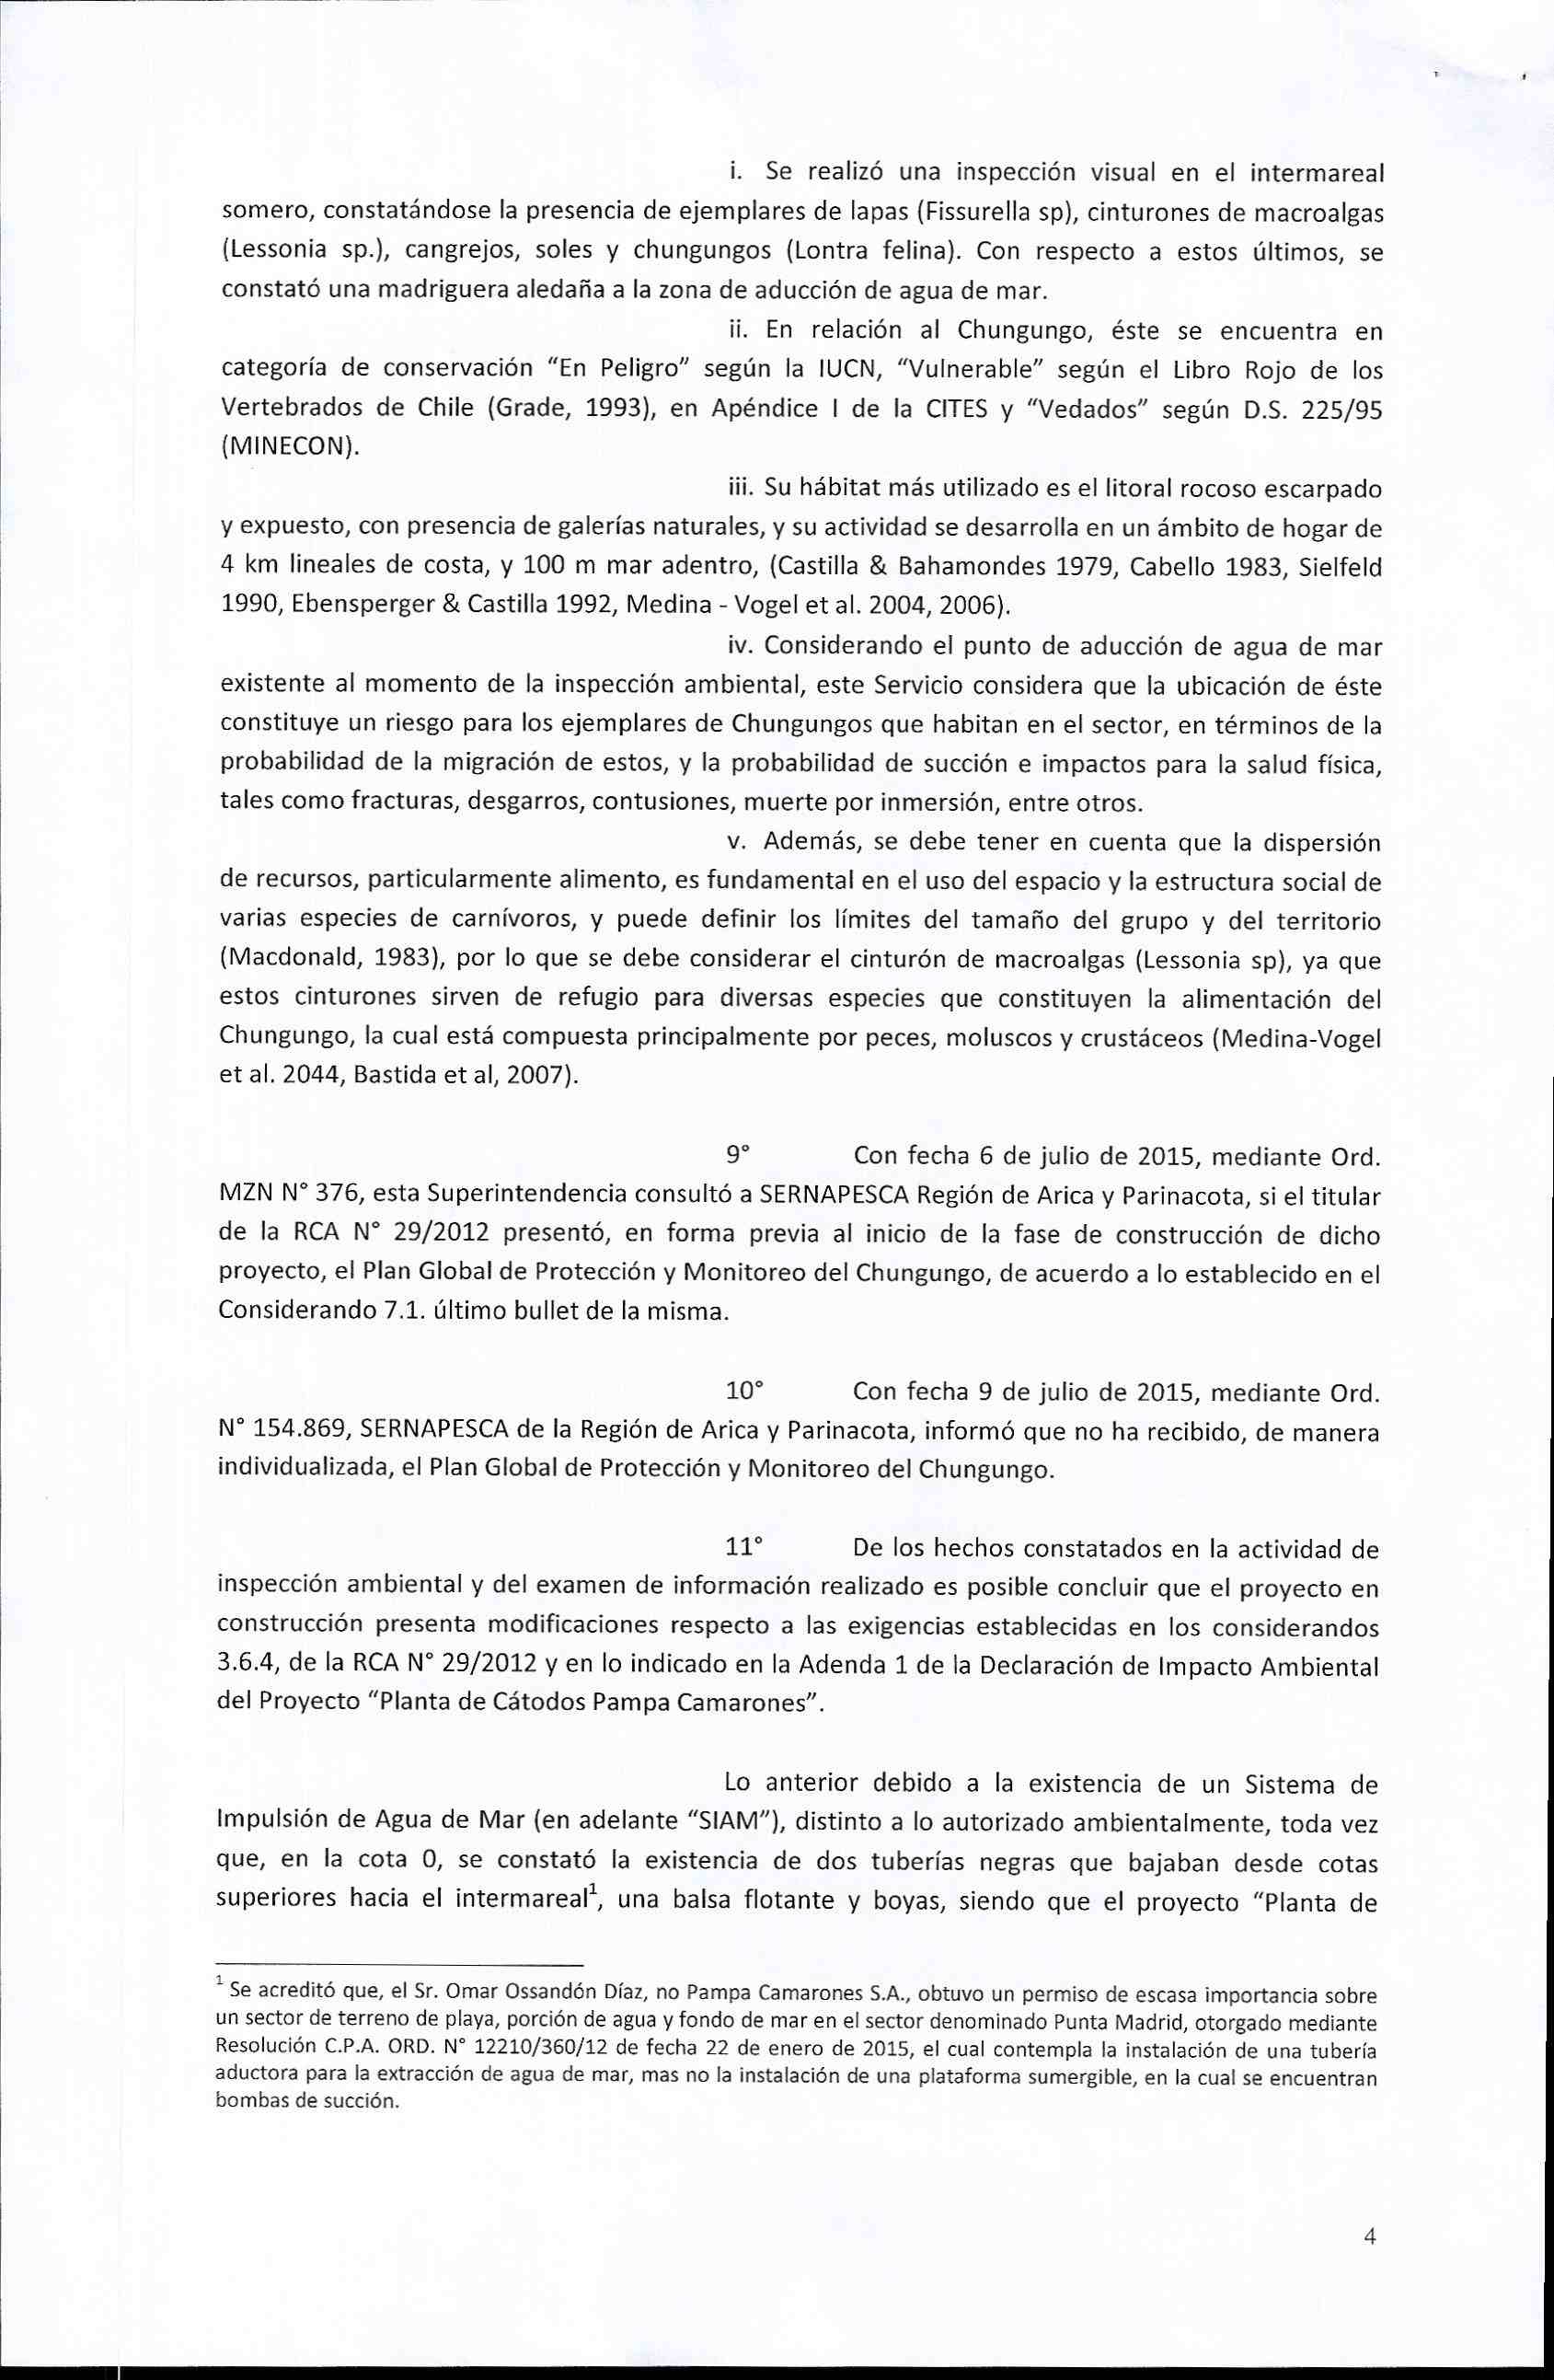 i. Se realizó una inspección visual en el intermareal
somero, constatándose la presencia de ejemplares de lapas (Fissurella sp), cinturones de macroalgas
(Lessonia sp.), cangrejos, soles y chungungos (Lontra felina). Con respecto a estos últimos, se
constató una madriguera aledaña a la zona de aducción de agua de mar.
ii. En relación al Chungungo, éste se encuentra en
categoría de conservación "En Peligro" según la IUCN, "Vulnerable" según el Libro Rojo de los
Vertebrados de Chile (Grade, 1993), en Apéndice I de la CITES y "Vedados" según D.S. 225/95
(MINECON).
iii. Su hábitat más utilizado es el litoral rocoso escarpado
y expuesto, con presencia de galerías naturales, y su actividad se desarrolla en un ámbito de hogar de
4 km lineales de costa, y 100 m mar adentro, (Castilla & Bahamondes 1979, Cabello 1983, Sielfeld
1990, Ebensperger & Castilla 1992, Medina - Vogel et al. 2004, 2006).
iv. Considerando el punto de aducción de agua de mar
existente al momento de la inspección ambiental, este Servicio considera que la ubicación de éste
constituye un riesgo para los ejemplares de Chungungos que habitan en el sector, en términos de la
probabilidad de la migración de estos, y la probabilidad de succión e impactos para la salud física,
tales como fracturas, desgarros, contusiones, muerte por inmersión, entre otros.
v. Además, se debe tener en cuenta que la dispersión
de recursos, particularmente alimento, es fundamental en el uso del espacio y la estructura social de
varias especies de carnívoros, y puede definir los límites del tamaño del grupo y del territorio
(Macdonald, 1983), por lo que se debe considerar el cinturón de macroalgas (Lessonia sp), ya que
estos cinturones sirven de refugio para diversas especies que constituyen la alimentación del
Chungungo, la cual está compuesta principalmente por peces, moluscos y crustáceos (Medina-Vogel
et al. 2044, Bastida et al, 2007).
9° Con fecha 6 de julio de 2015, mediante Ord.
MZN N° 376, esta Superintendencia consultó a SERNAPESCA Región de Arica y Parinacota, si el titular
de la RCA N° 29/2012 presentó, en forma previa al inicio de la fase de construcción de dicho
proyecto, el Plan Global de Protección y Monitoreo del Chungungo, de acuerdo a lo establecido en el
Considerando 7.1. último bullet de la misma.
10° Con fecha 9 de julio de 2015, mediante Ord.
N° 154.869, SERNAPESCA de la Región de Arica y Parinacota, informó que no ha recibido, de manera
individualizada, el Plan Global de Protección y Monitoreo del Chungungo.
11° De los hechos constatados en la actividad de
inspección ambiental y del examen de información realizado es posible concluir que el proyecto en
construcción presenta modificaciones respecto a las exigencias establecidas en los considerandos
3.6.4, de la RCA N° 29/2012 y en lo indicado en la Adenda 1 de la Declaración de Impacto Ambiental
del Proyecto "Planta de Cátodos Pampa Camarones".
Lo anterior debido a la existencia de un Sistema de
Impulsión de Agua de Mar (en adelante "SIAM"), distinto a lo autorizado ambientalmente, toda vez
que, en la cota 0, se constató la existencia de dos tuberías negras que bajaban desde cotas
superiores hacia el intermareal¹, una balsa flotante y boyas, siendo que el proyecto "Planta de
¹ Se acreditó que, el Sr. Omar Ossandón Díaz, no Pampa Camarones S.A., obtuvo un permiso de escasa importancia sobre
un sector de terreno de playa, porción de agua y fondo de mar en el sector denominado Punta Madrid, otorgado mediante
Resolución C.P.A. ORD. N° 12210/360/12 de fecha 22 de enero de 2015, el cual contempla la instalación de una tubería
aductora para la extracción de agua de mar, mas no la instalación de una plataforma sumergible, en la cual se encuentran
bombas de succión.
4